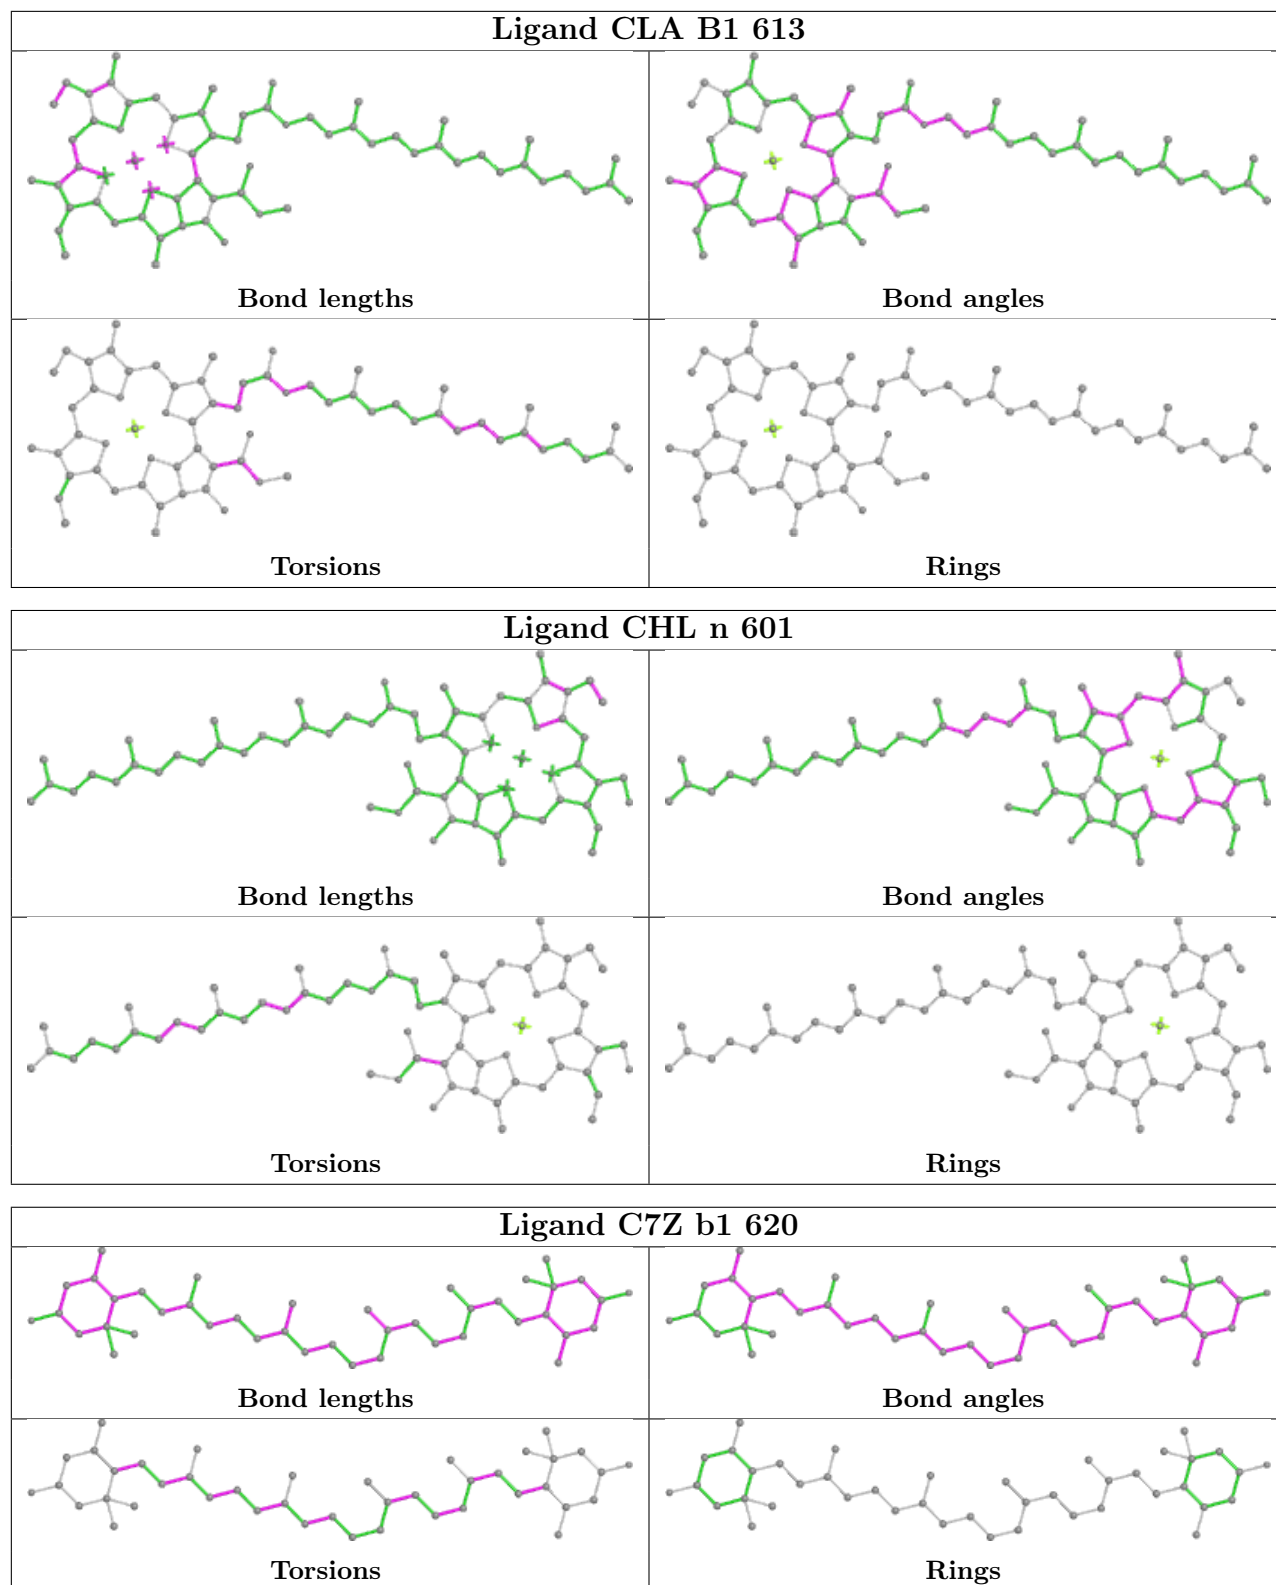 Ligand CLA B1 613
Bond lengths
Bond angles
Torsions
Rings
Ligand CHL n 601
Bond lengths
Bond angles
Torsions
Rings
Ligand C7Z b1 620
Bond lengths
Bond angles
Torsions
Rings